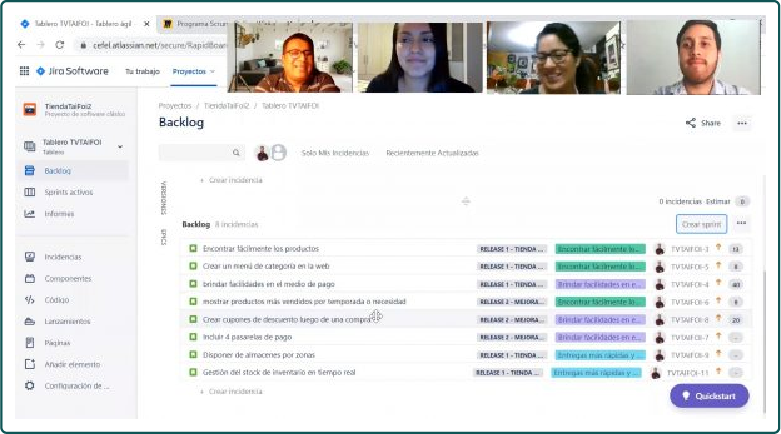 Tablero TVTAIFOI - Tablero ágil
Programa Scrum
cefel.atlassian.net/secure/RapidBoar
Jira Software
Tu trabajo
Proyectos
TiendaTaiFoi2
Proyecto de software clásico
Tablero TVTAIFOI
Tablero
Backlog
Sprints activos
Informes
Incidencias
Componentes
Código
Lanzamientos
Páginas
Añadir elemento
Configuración de ...
Proyectos / TiendaTaiFoi2 / Tablero TVTAIFOI
Backlog
Share
Solo Mis Incidencias
Recientemente Actualizadas
VERSIONES
EPICS
+ Crear incidencia
0 incidencias Estimar 0
Backlog 8 incidencias
Crear sprint
Encontrar fácilmente los productos RELEASE 1 - TIENDA ... Encontrar fácilmente lo... TVTAIFOI-3 13
Crear un menú de categoría en la web RELEASE 1 - TIENDA ... Encontrar fácilmente lo... TVTAIFOI-5 8
brindar facilidades en el medio de pago RELEASE 1 - TIENDA ... Brindar facilidades en e... TVTAIFOI-4 40
mostrar productos más vendidos por temporada o necesidad RELEASE 2 - MEJORA... Encontrar fácilmente lo... TVTAIFOI-6 8
Crear cupones de descuento luego de una compra RELEASE 2 - MEJORA... Brindar facilidades en e... TVTAIFOI-8 20
Incluir 4 pasarelas de pago RELEASE 2 - MEJORA... Brindar facilidades en e... TVTAIFOI-7 -
Disponer de almacenes por zonas RELEASE 1 - TIENDA ... Entregas más rápidas y ... TVTAIFOI-9 -
Gestión del stock de inventario en tiempo real RELEASE 1 - TIENDA ... Entregas más rápidas y ... TVTAIFOI-11 -
+ Crear incidencia
Quickstart